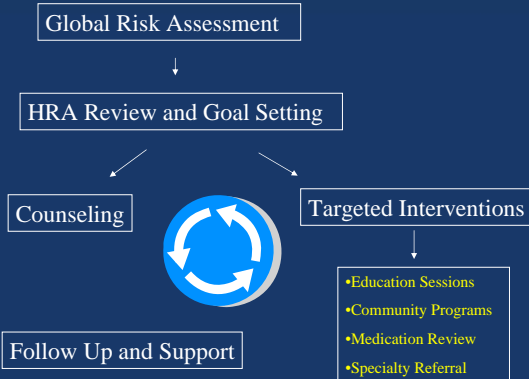 Global Risk Assessment
HRA Review and Goal Setting
Counseling
Targeted Interventions
•Education Sessions
•Community Programs
•Medication Review
•Specialty Referral
Follow Up and Support